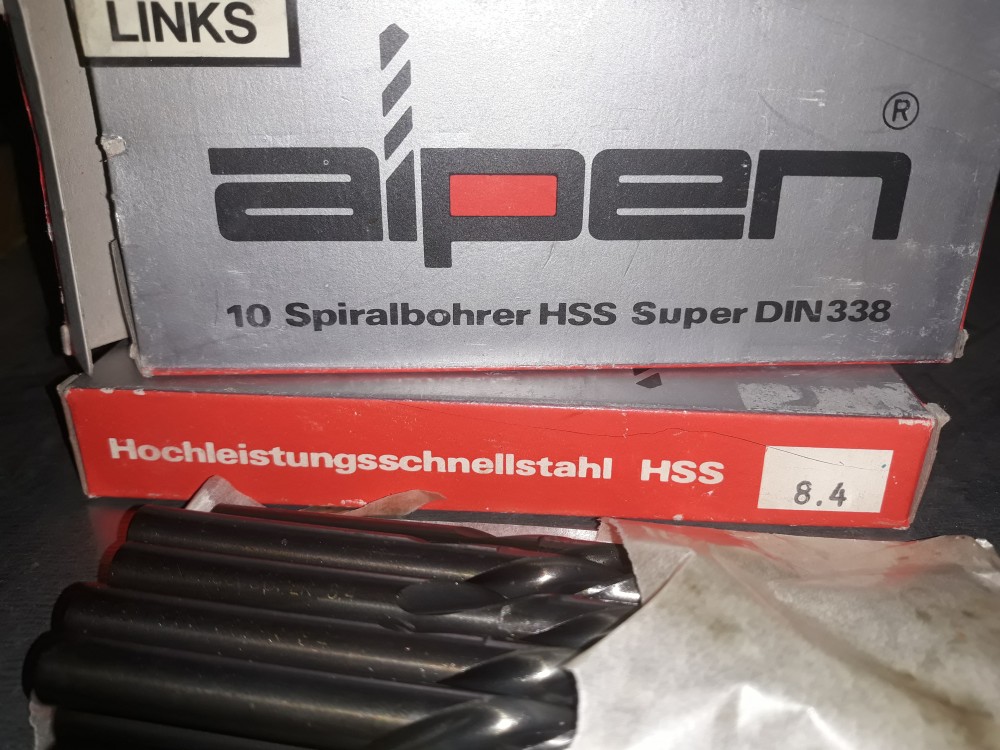 LINKS
alpen®
10 Spiralbohrer HSS Super DIN 338
Hochleistungsschnellstahl HSS
8.4